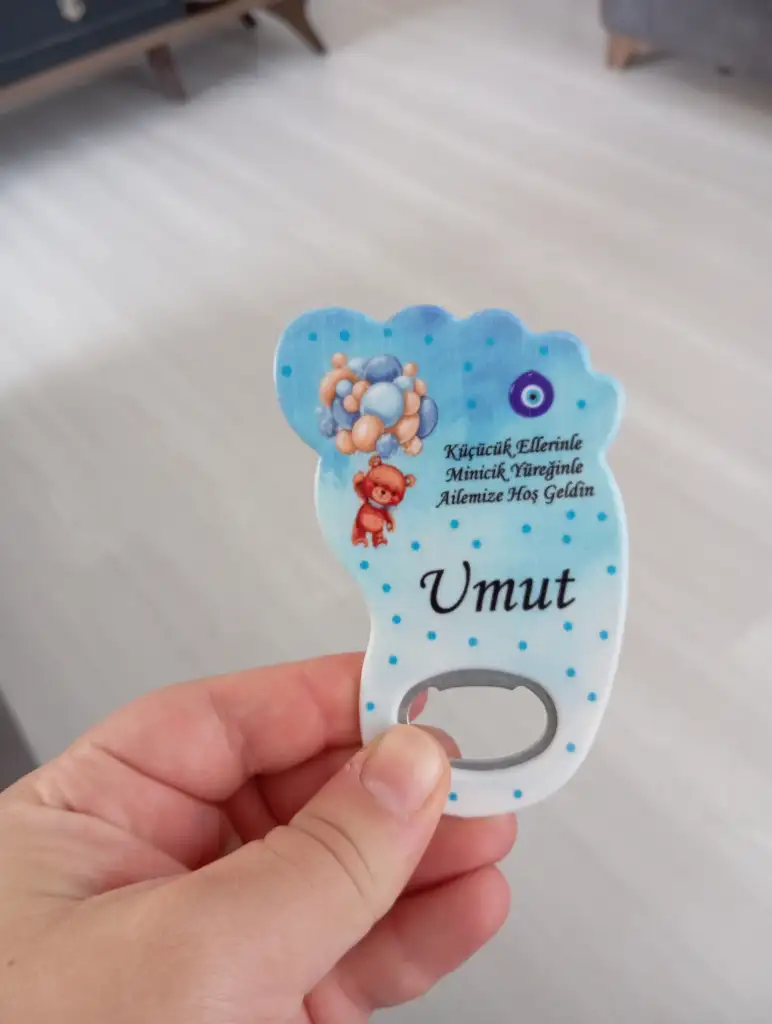 Küçücük Ellerinle
Minicik Yüreğinle
Ailemize Hoş Geldin
Umut